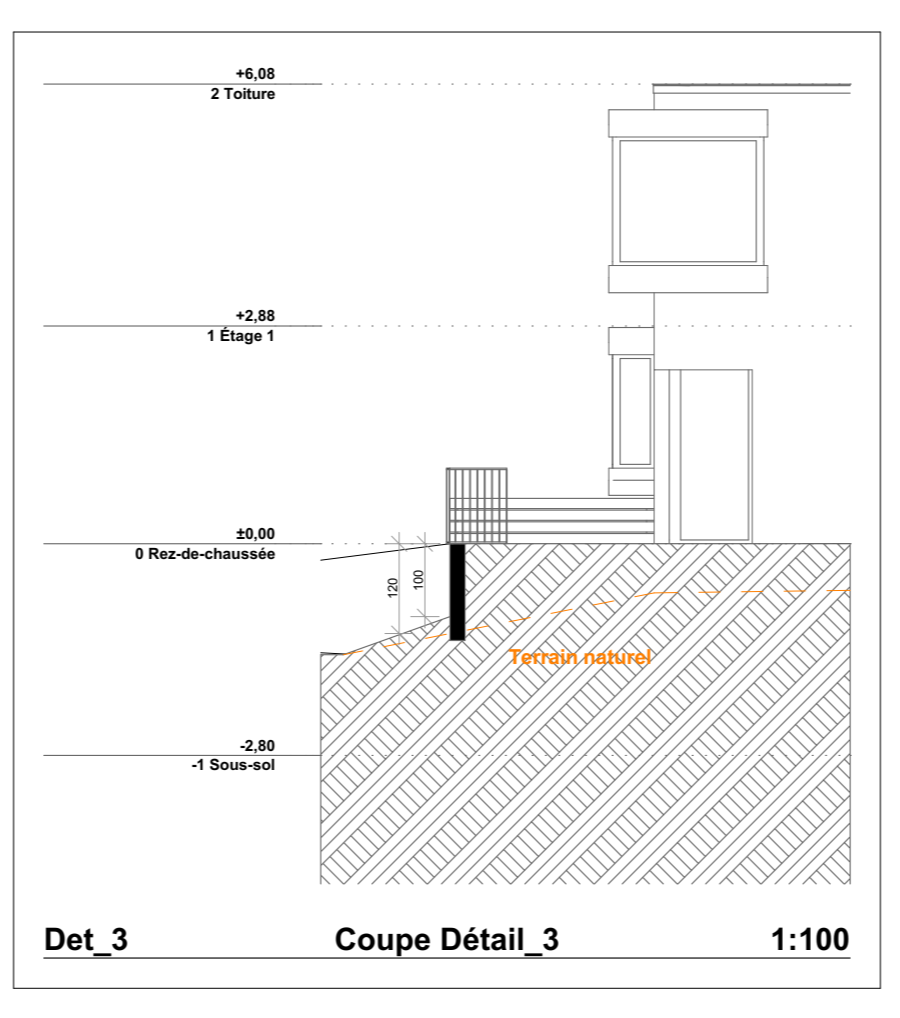 +6,08
2 Toiture
+2,88
1 Étage 1
±0,00
0 Rez-de-chaussée
120
100
Terrain naturel
-2,80
-1 Sous-sol
Det_3 Coupe Détail_3 1:100